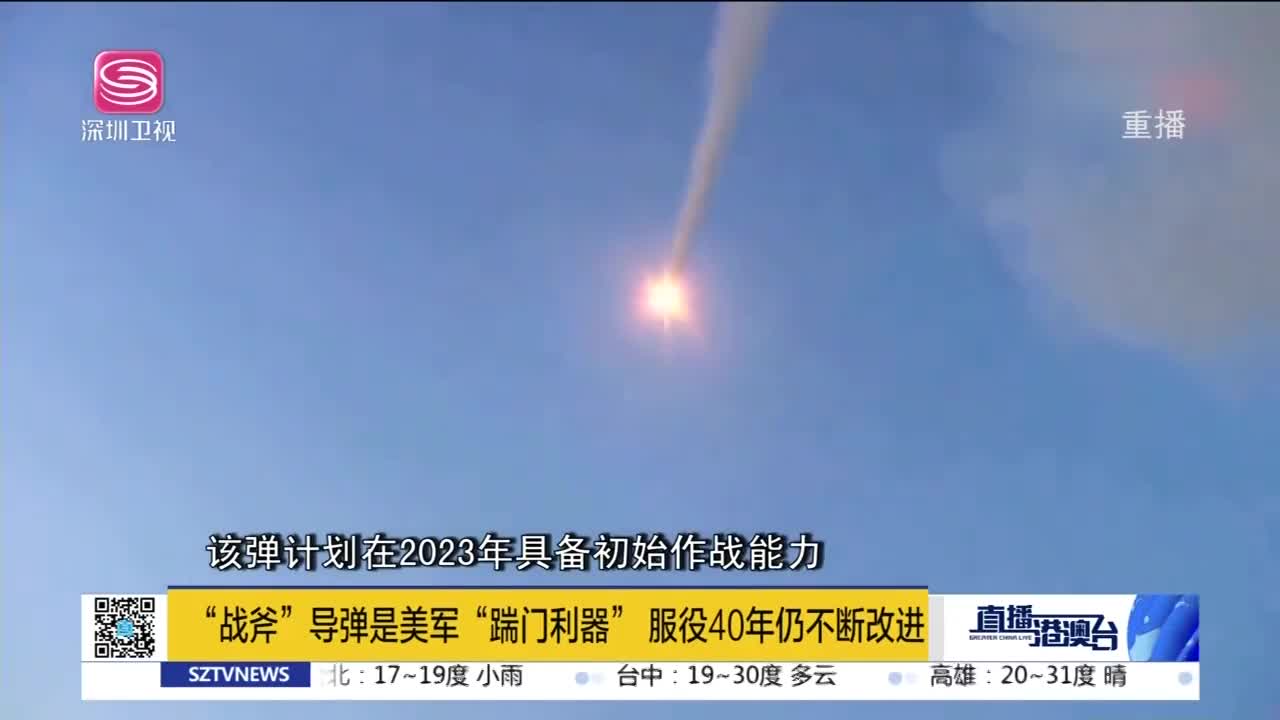 深圳卫视
重播
该弹计划在2023年具备初始作战能力
“战斧”导弹是美军“踹门利器” 服役40年仍不断改进
直播港澳台
GREATER CHINA LIVE
SZTVNEWS
北：17~19度 小雨 台中：19~30度 多云 高雄：20~31度 晴